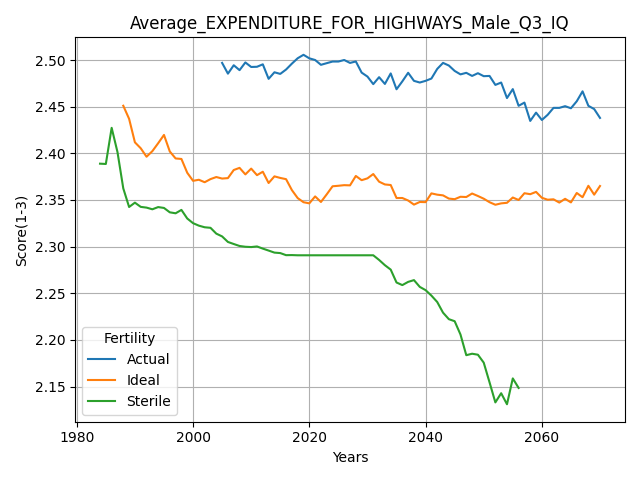 Average_EXPENDITURE_FOR_HIGHWAYS_Male_Q3_IQ
Score(1-3)
2.50
2.45
2.40
2.35
2.30
2.25
2.20
2.15
Fertility
Actual
Ideal
Sterile
1980 2000 2020 2040 2060
Years